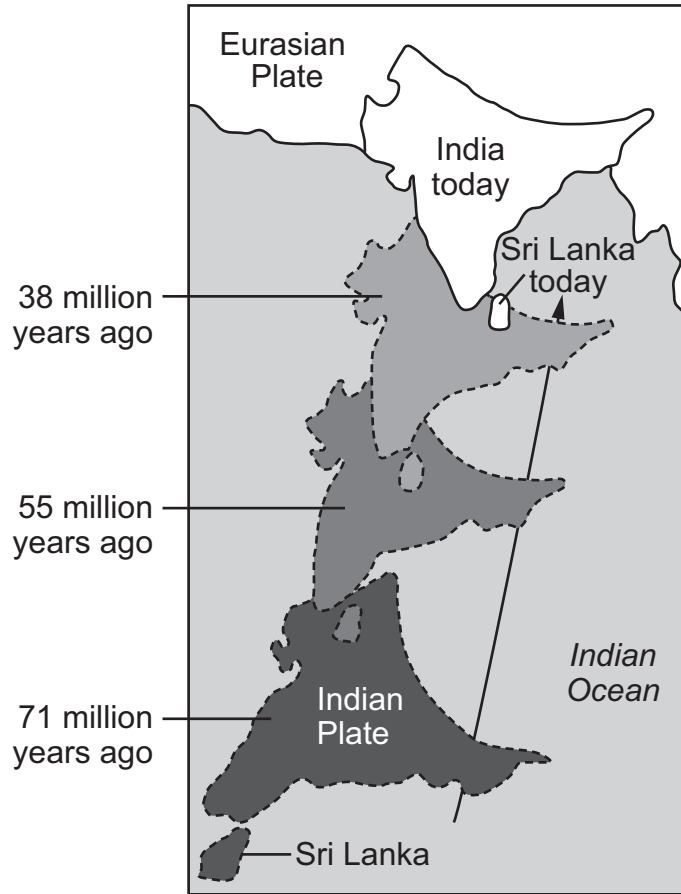 Eurasian
Plate
India
today
Sri Lanka
today
38 million
years ago
55 million
years ago
Indian
Ocean
71 million
years ago
Indian
Plate
Sri Lanka